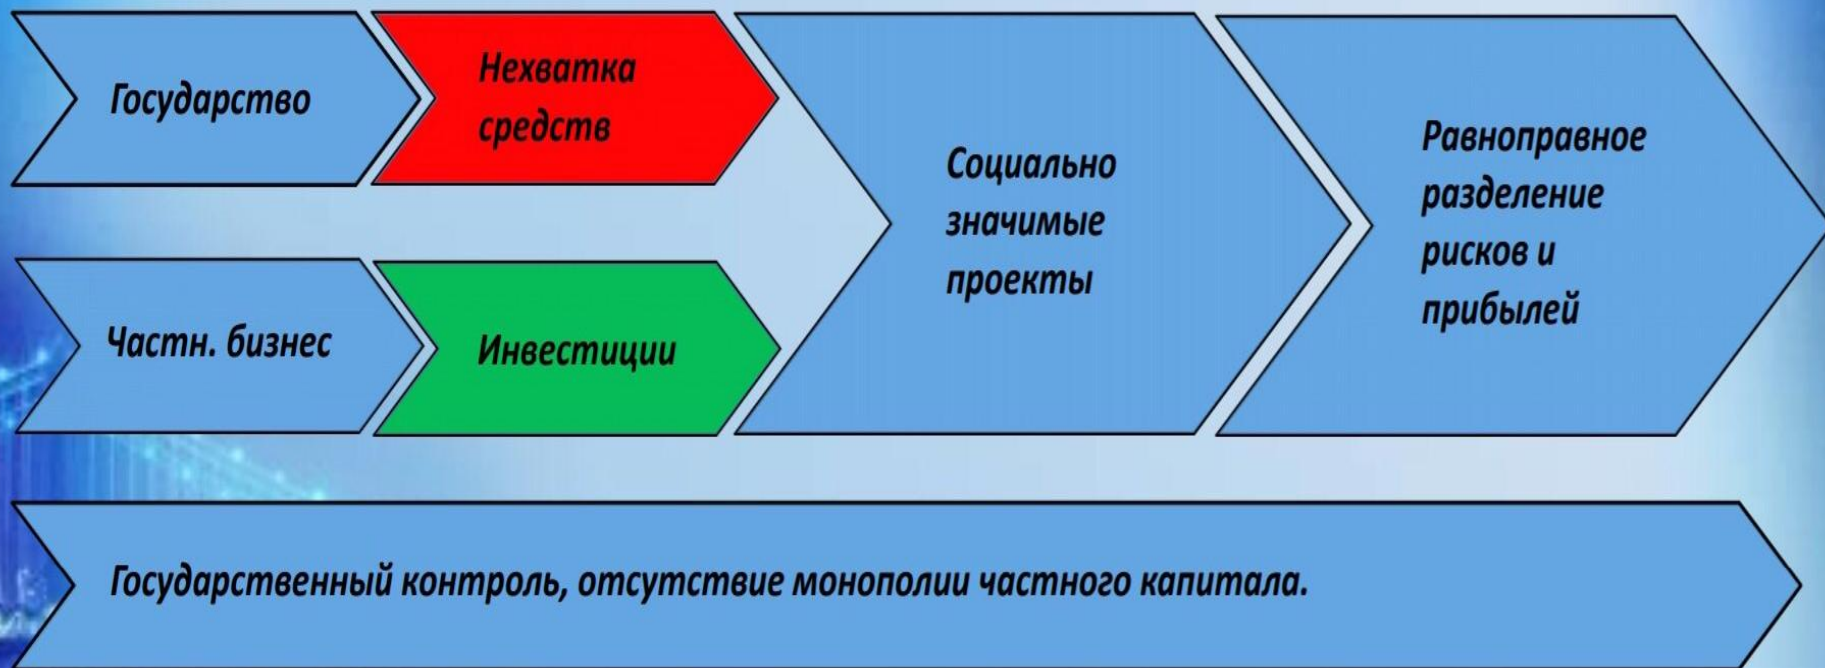 Государство
Нехватка
средств
Частн. бизнес
Инвестиции
Социально
значимые
проекты
Равноправное
разделение
рисков и
прибылей
Государственный контроль, отсутствие монополии частного капитала.